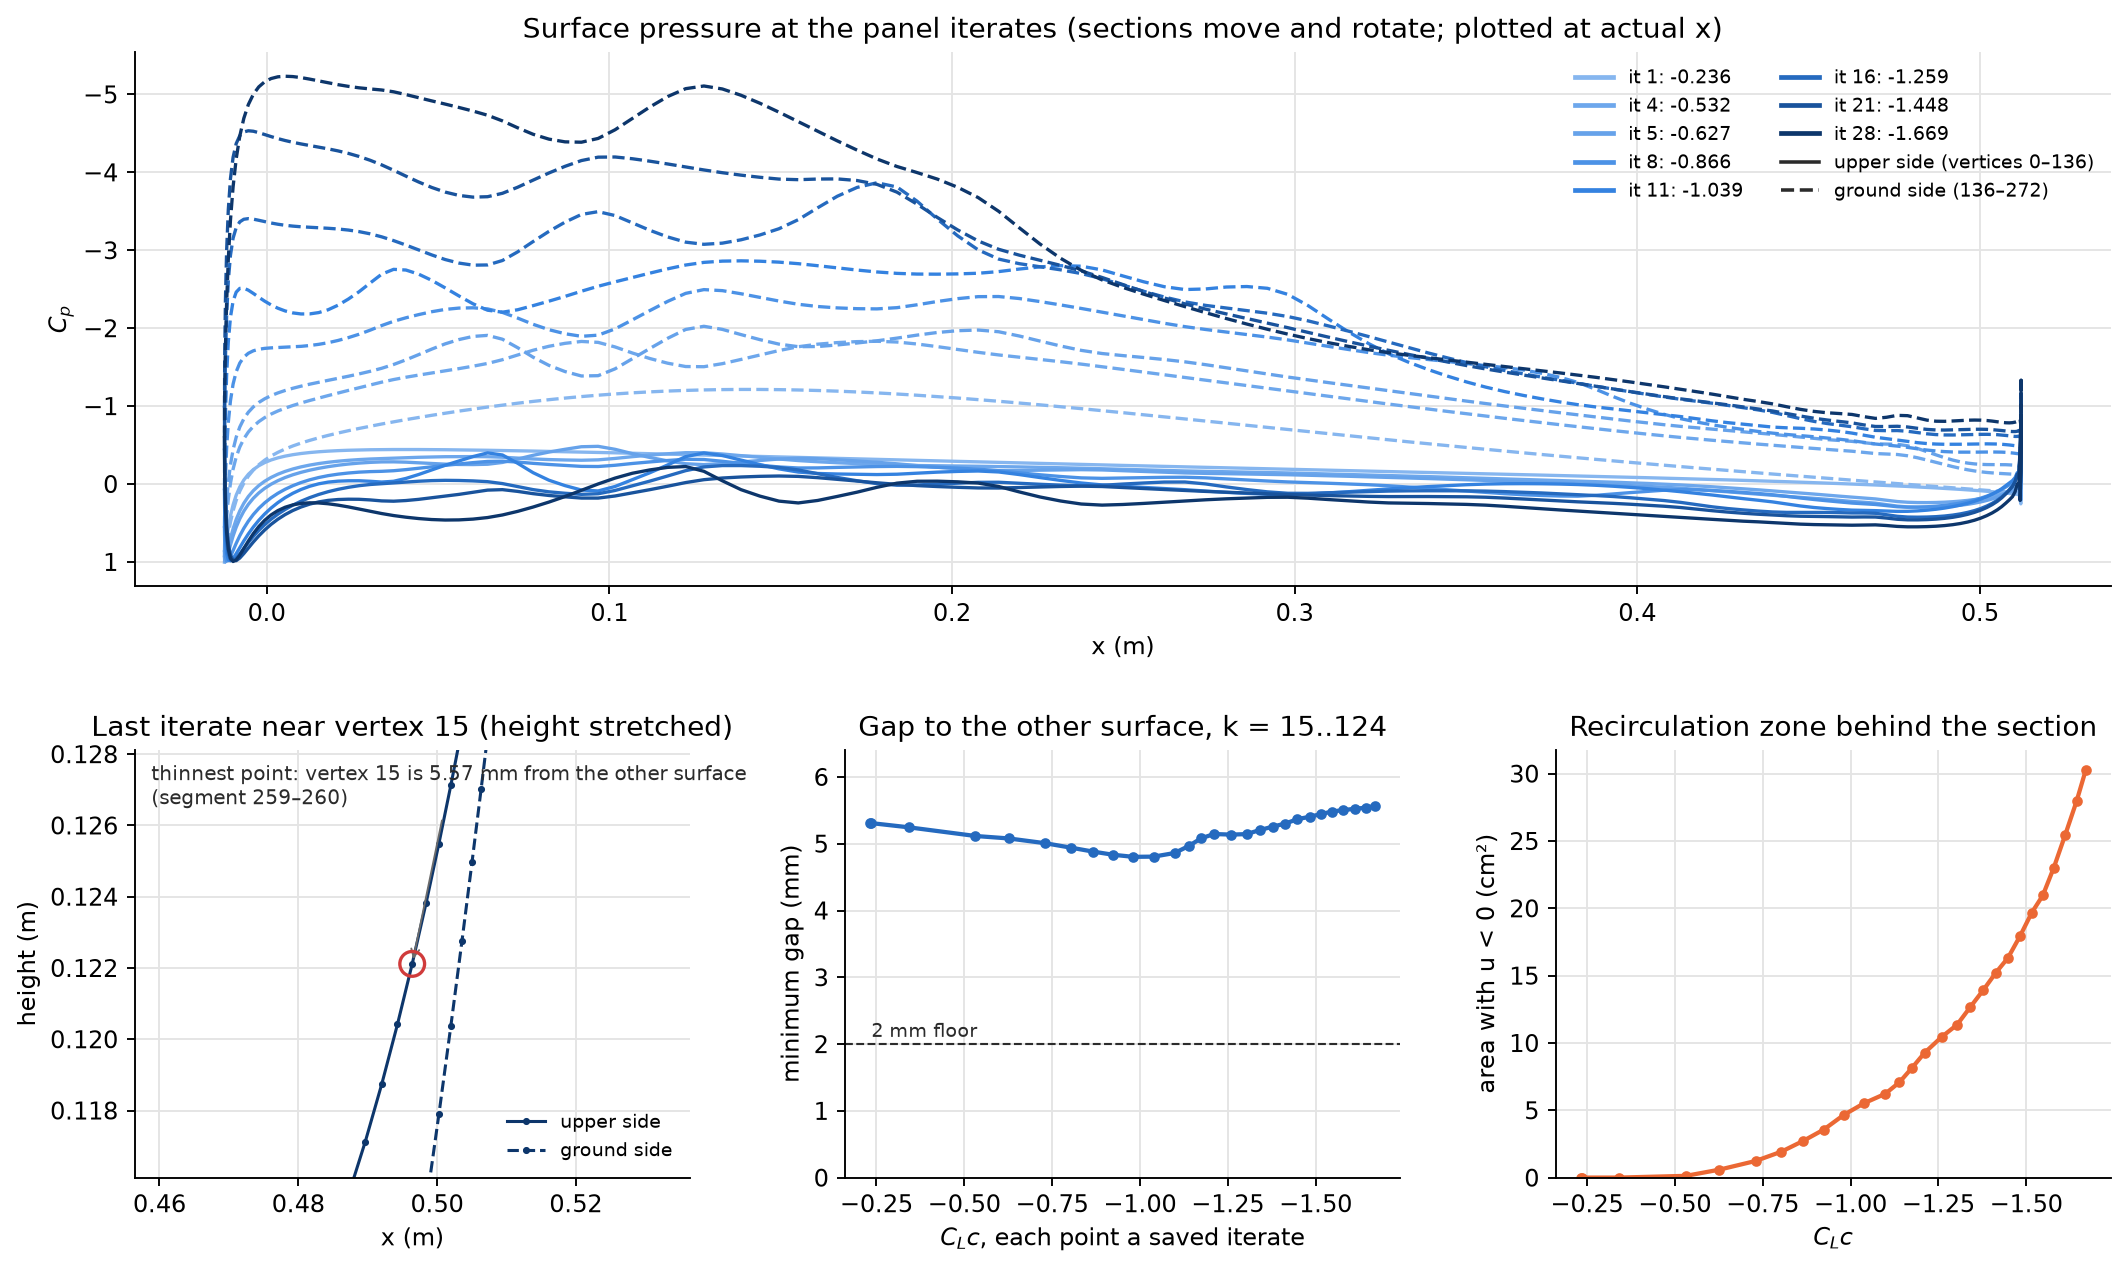 Surface pressure at the panel iterates (sections move and rotate; plotted at actual x)
−5
−4
−3
−2
−1
0
1
C_p
0.0
0.1
0.2
0.3
0.4
0.5
x (m)
it 1: -0.236
it 4: -0.532
it 5: -0.627
it 8: -0.866
it 11: -1.039
it 16: -1.259
it 21: -1.448
it 28: -1.669
upper side (vertices 0–136)
ground side (136–272)
Last iterate near vertex 15 (height stretched)
thinnest point: vertex 15 is 5.57 mm from the other surface
(segment 259–260)
0.128
0.126
0.124
0.122
0.120
0.118
height (m)
0.46
0.48
0.50
0.52
x (m)
upper side
ground side
Gap to the other surface, k = 15..124
6
5
4
3
2
1
0
minimum gap (mm)
2 mm floor
−0.25
−0.50
−0.75
−1.00
−1.25
−1.50
C_Lc, each point a saved iterate
Recirculation zone behind the section
30
25
20
15
10
5
0
area with u < 0 (cm²)
−0.25
−0.50
−0.75
−1.00
−1.25
−1.50
C_Lc